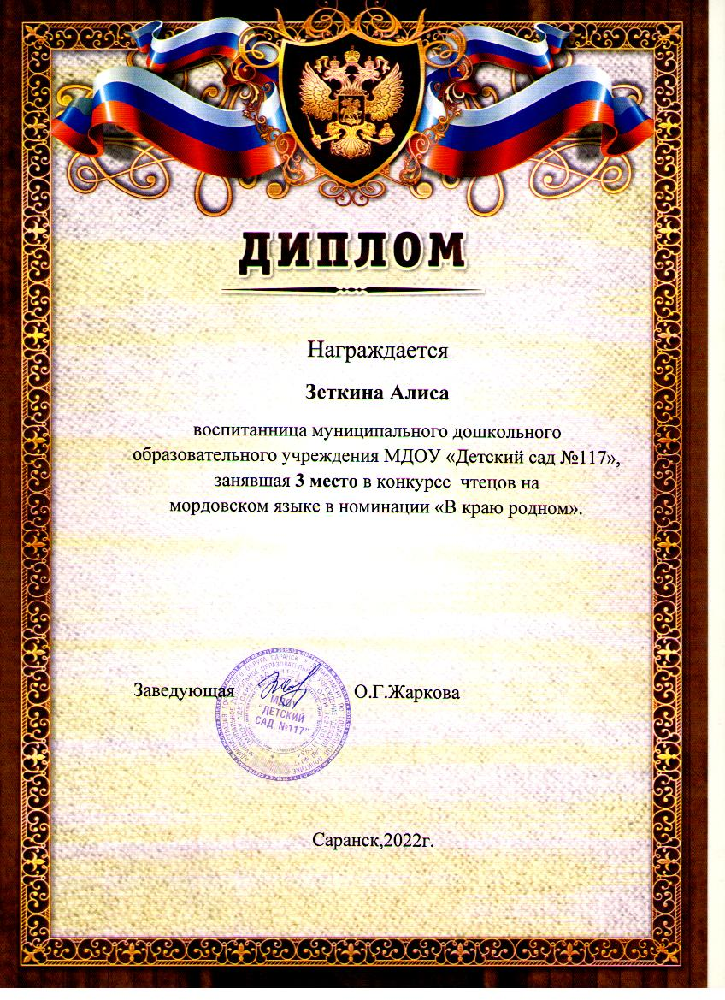 ДИПЛОМ
Награждается
Зеткина Алиса
воспитанница муниципального дошкольного
образовательного учреждения МДОУ «Детский сад №117»,
занявшая 3 место в конкурсе чтецов на
мордовском языке в номинации «В краю родном».
Заведующая
О.Г.Жаркова
МДОУ
"ДЕТСКИЙ
САД №117"
Саранск,2022г.